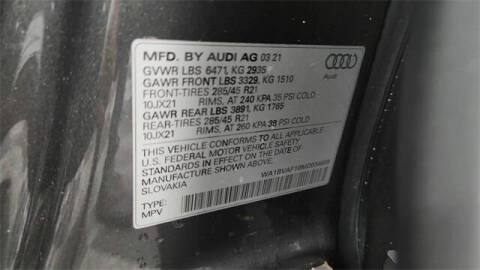 MFD. BY AUDI AG 03 21
GVWR LBS 6471, KG 2935
GAWR FRONT LBS 3329, KG 1510
FRONT-TIRES 285/45 R21
10JX21 RIMS, AT 240 KPA 35 PSI COLD
GAWR REAR LBS 3891, KG 1765
REAR-TIRES 285/45 R21
10JX21 RIMS, AT 260 KPA 38 PSI COLD
THIS VEHICLE CONFORMS TO ALL APPLICABLE
U.S. FEDERAL MOTOR VEHICLE SAFETY AND
THEFT PREVENTION STANDARDS IN EFFECT ON
THE DATE OF MANUFACTURE SHOWN ABOVE.
SLOVAKIA
TYPE:
MPV
Audi